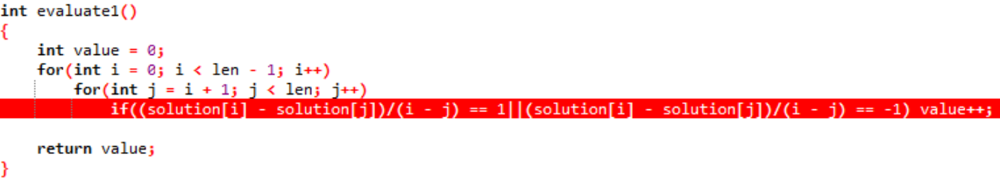 int evaluate1()
{
int value = 0;
for(int i = 0; i < len - 1; i++)
for(int j = i + 1; j < len; j++)
if((solution[i] - solution[j])/(i - j) == 1||(solution[i] - solution[j])/(i - j) == -1) value++;
return value;
}